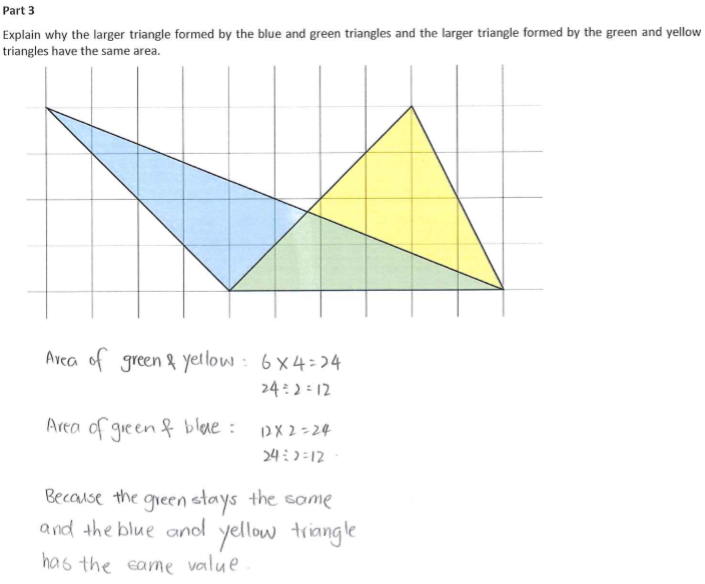 Part 3
Explain why the larger triangle formed by the blue and green triangles and the larger triangle formed by the green and yellow
triangles have the same area.
Area of green & yellow : 6 × 4 = 24
24 ÷ 2 = 12
Area of green & blue : 12 × 2 = 24
24 ÷ 2 = 12
Because the green stays the same
and the blue and yellow triangle
has the same value.